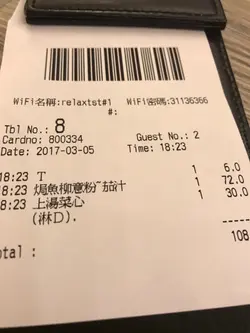 WiFi名稱:relaxtst#1 WiFi密碼:31136366
#:
Tbl No.: 8
Cardno: 800334 Guest No.: 2
Date: 2017-03-05 Time: 18:23
18:23 T 1 6.0
18:23 焗魚柳意粉~茄汁 1 72.0
18:23 上湯菜心 1 30.0
(淋D).
otal : 108